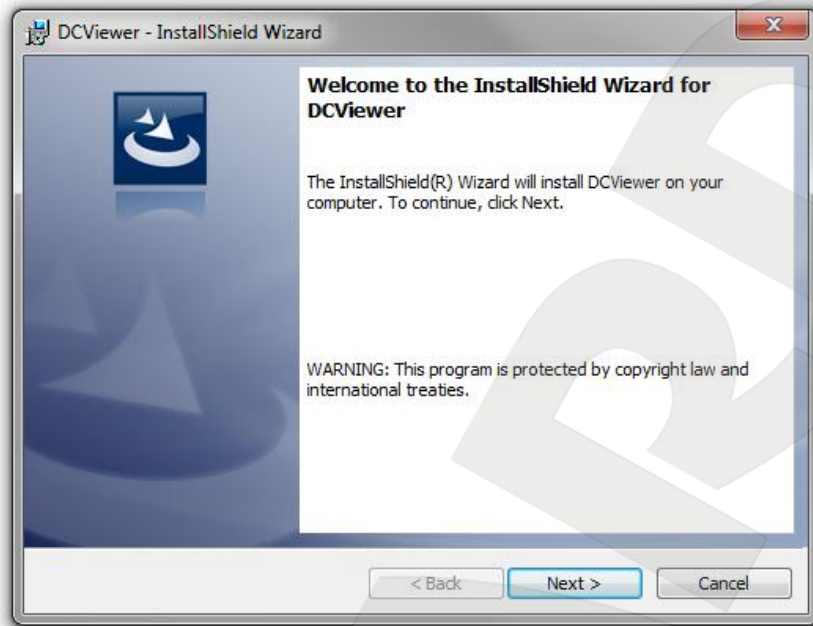 DCViewer - InstallShield Wizard
Welcome to the InstallShield Wizard for
DCViewer
The InstallShield(R) Wizard will install DCViewer on your
computer. To continue, click Next.
WARNING: This program is protected by copyright law and
international treaties.
< Back
Next >
Cancel